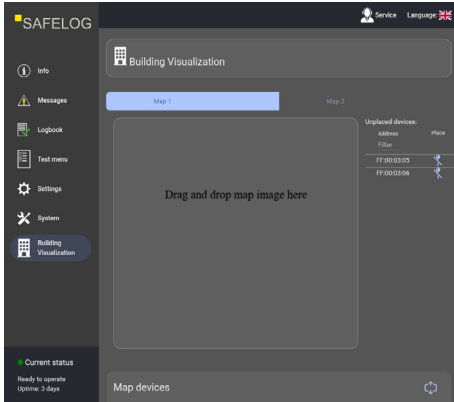 SAFELOG
Service
Language:
Info
Messages
Logbook
Test menu
Settings
System
Building
Visualization
Current status
Ready to operate
Uptime: 3 days
Building Visualization
Map 1
Map 2
Drag and drop map image here
Unplaced devices:
Address Place
Filter
FF:00:03:05
FF:00:03:06
Map devices